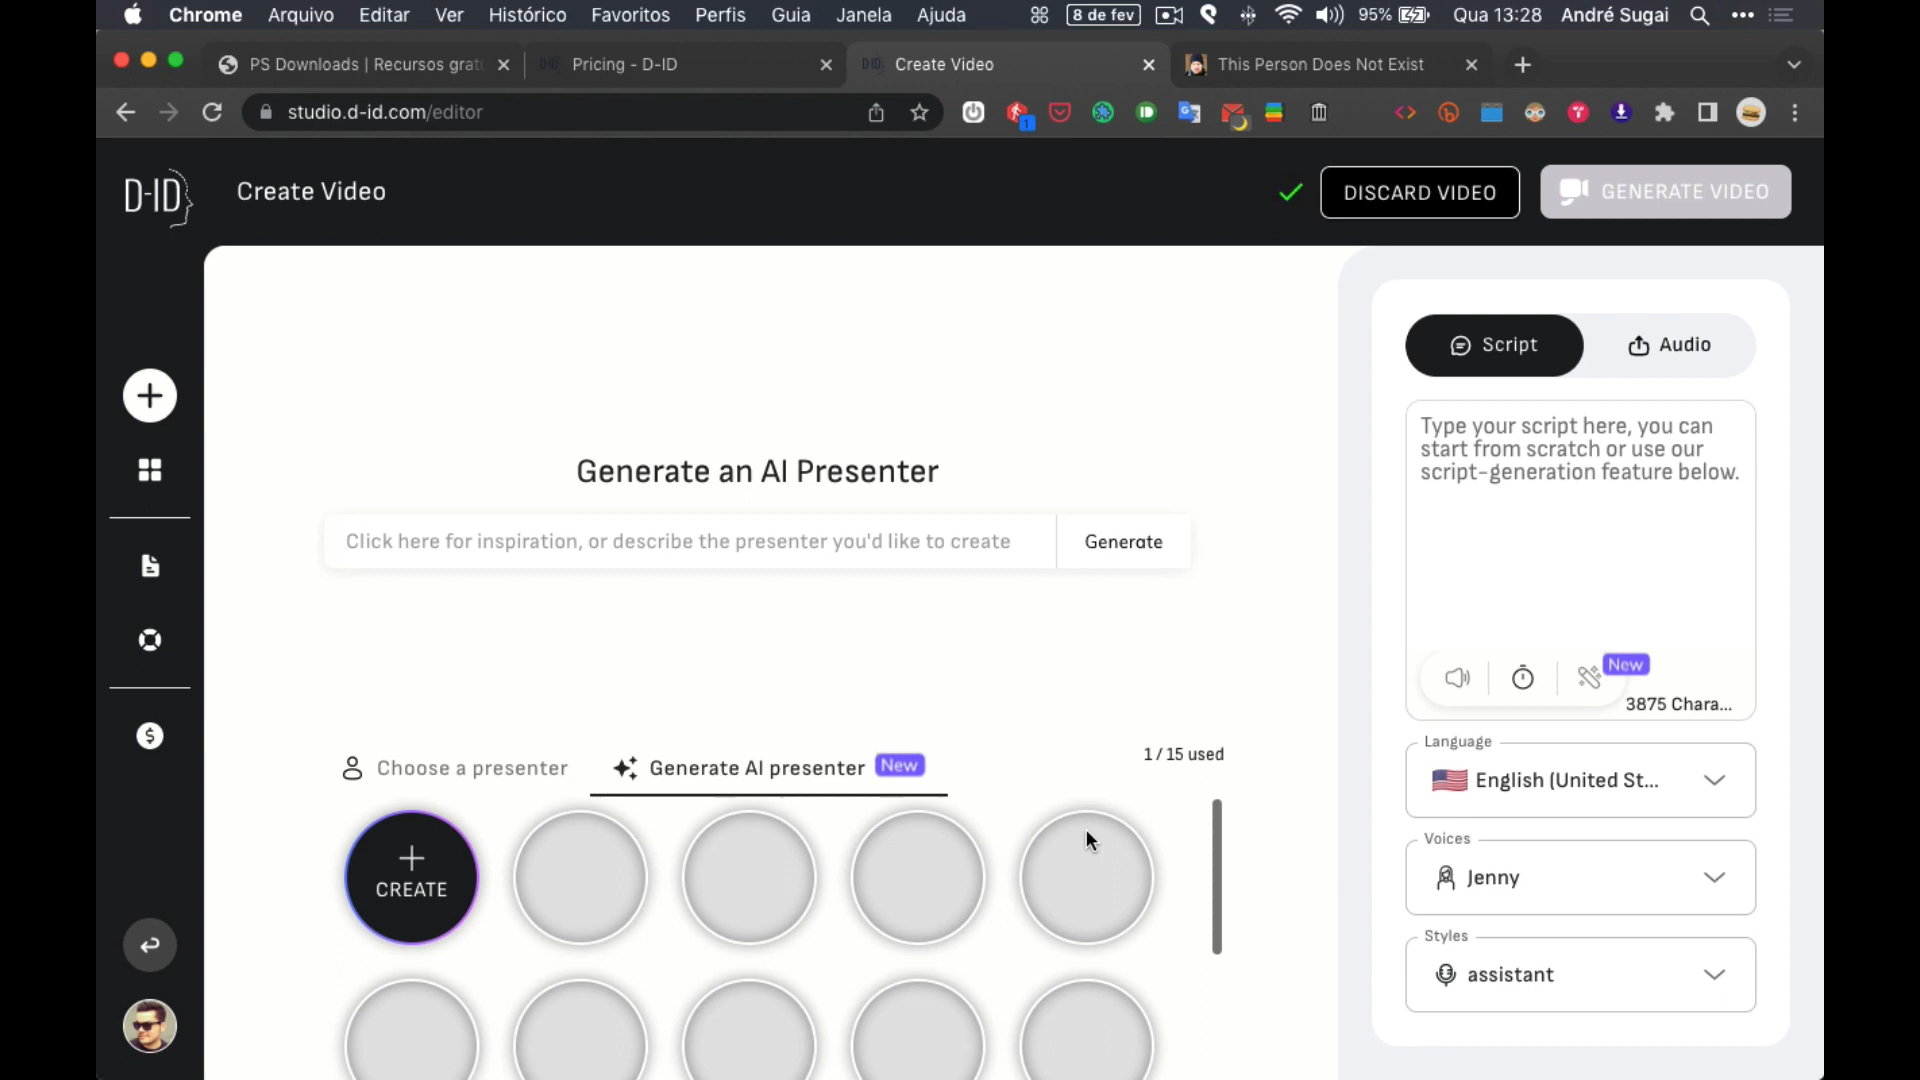 Chrome Arquivo Editar Ver Histórico Favoritos Perfis Guia Janela Ajuda 8 de fev 95% Qua 13:28 André Sugai
PS Downloads | Recursos grat
Pricing - D-ID
Create Video
This Person Does Not Exist
studio.d-id.com/editor
D-ID
Create Video
DISCARD VIDEO
GENERATE VIDEO
Script
Audio
Type your script here, you can
start from scratch or use our
script-generation feature below.
Generate an AI Presenter
Click here for inspiration, or describe the presenter you'd like to create
Generate
New
3875 Chara...
Choose a presenter
Generate AI presenter
New
1 / 15 used
CREATE
Language
English (United St...
Voices
Jenny
Styles
assistant